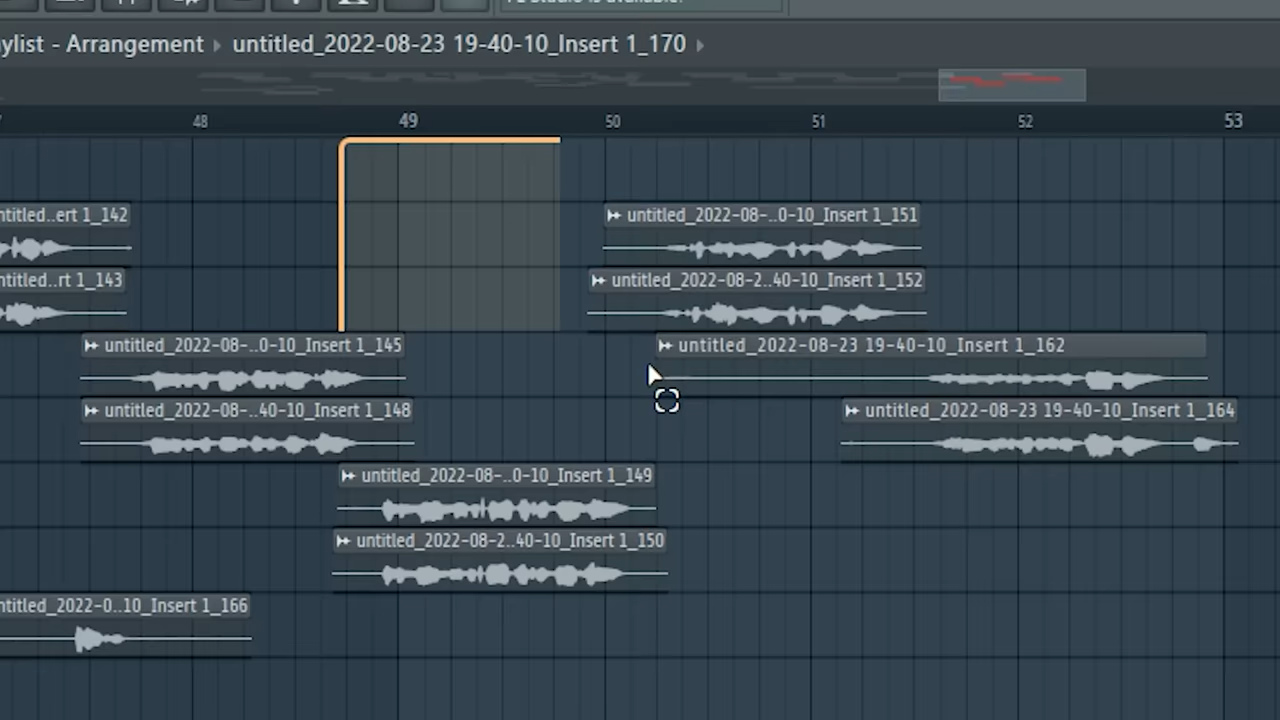 ylist - Arrangement ▸ untitled_2022-08-23 19-40-10_Insert 1_170 ▸
48 49 50 51 52 53
ntitled..ert 1_142
untitled_2022-08-..0-10_Insert 1_151
ntitled..rt 1_143
untitled_2022-08-2..40-10_Insert 1_152
untitled_2022-08-..0-10_Insert 1_145
untitled_2022-08-23 19-40-10_Insert 1_162
untitled_2022-08-..40-10_Insert 1_148
untitled_2022-08-23 19-40-10_Insert 1_164
untitled_2022-08-..0-10_Insert 1_149
untitled_2022-08-2..40-10_Insert 1_150
ntitled_2022-0..10_Insert 1_166